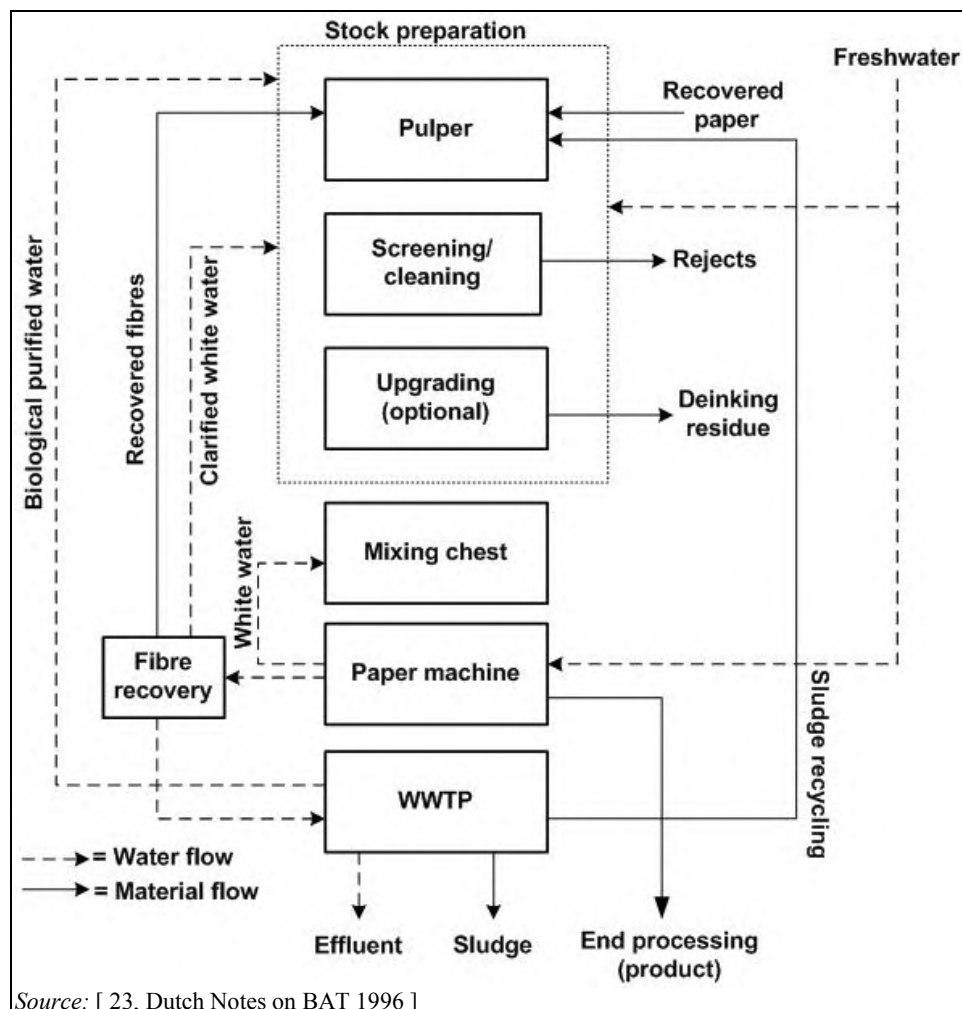 Stock preparation
Freshwater
Pulper
Recovered
paper
Screening/
cleaning
Rejects
Upgrading
(optional)
Deinking
residue
Biological purified water
Recovered fibres
Clarified white water
White water
Mixing chest
Fibre
recovery
Paper machine
Sludge recycling
WWTP
= Water flow
= Material flow
Effluent
Sludge
End processing
(product)
Source: [ 23, Dutch Notes on BAT 1996 ]